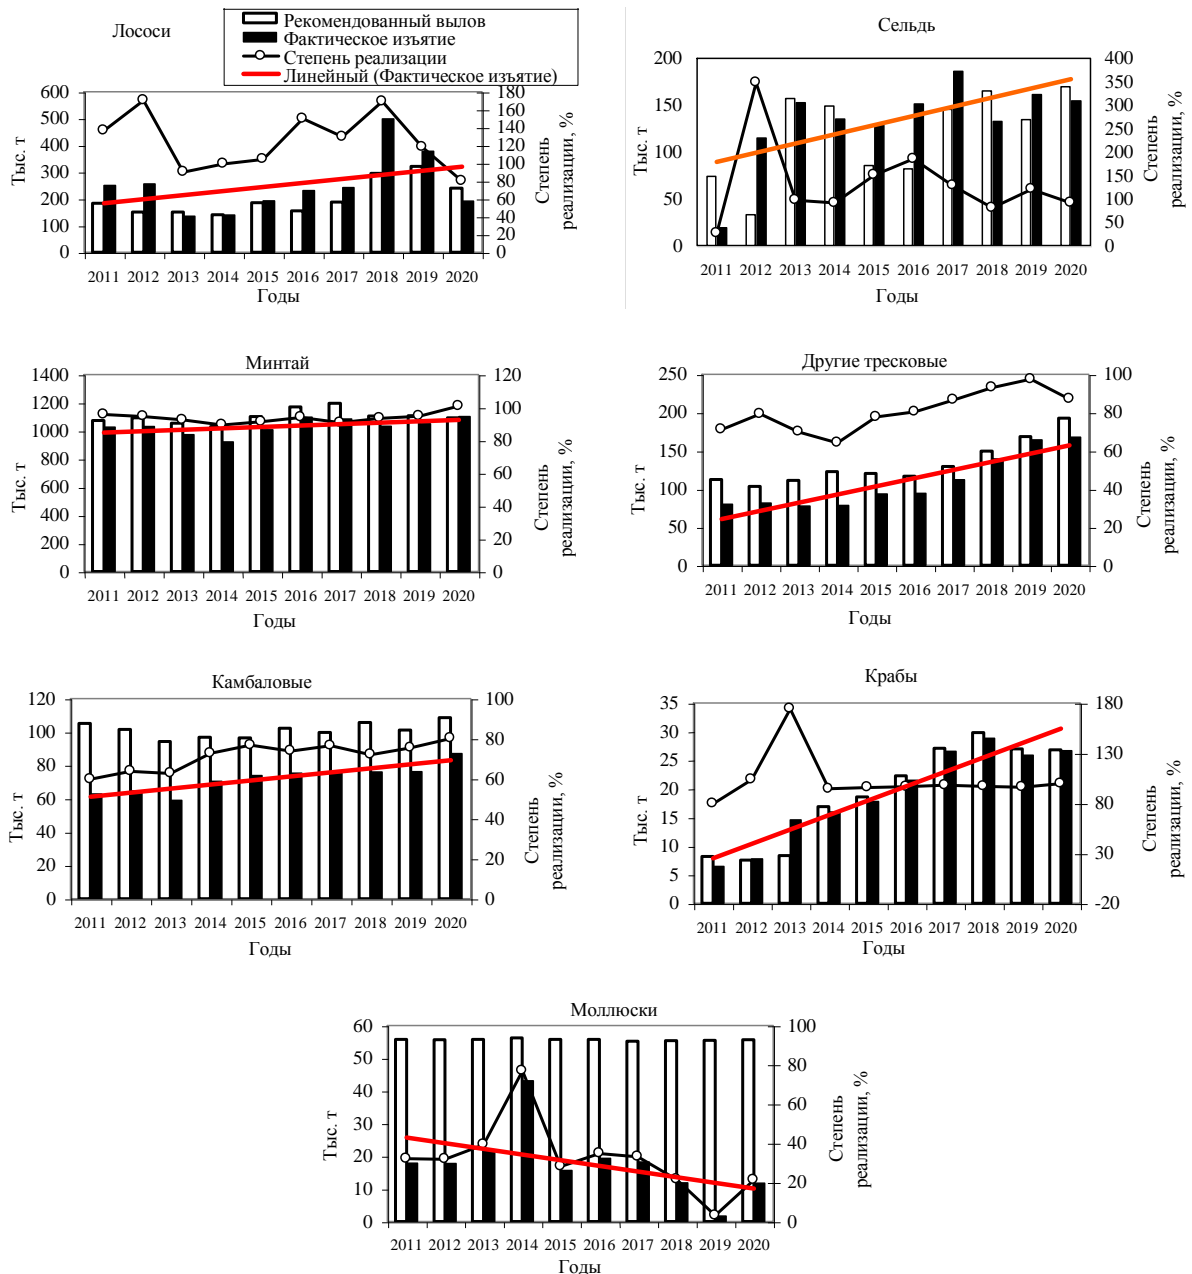 Лососи
Рекомендованный вылов
Фактическое изъятие
Степень реализации
Линейный (Фактическое изъятие)
Тыс. т
600
500
400
300
200
100
0
180
160
140
120
100
80
60
40
20
0
Степень
реализации, %
2011 2012 2013 2014 2015 2016 2017 2018 2019 2020
Годы
Сельдь
Тыс. т
200
150
100
50
0
400
350
300
250
200
150
100
50
0
Степень
реализации, %
2011 2012 2013 2014 2015 2016 2017 2018 2019 2020
Годы
Минтай
Тыс. т
1400
1200
1000
800
600
400
200
0
120
100
80
60
40
20
0
Степень
реализации, %
2011 2012 2013 2014 2015 2016 2017 2018 2019 2020
Годы
Другие тресковые
Тыс. т
250
200
150
100
50
0
100
80
60
40
20
0
Степень
реализации, %
2011 2012 2013 2014 2015 2016 2017 2018 2019 2020
Годы
Камбаловые
Тыс. т
120
100
80
60
40
20
0
100
80
60
40
20
0
Степень
реализации, %
2011 2012 2013 2014 2015 2016 2017 2018 2019 2020
Годы
Крабы
Тыс. т
35
30
25
20
15
10
5
0
180
130
80
30
-20
Степень
реализации, %
2011 2012 2013 2014 2015 2016 2017 2018 2019 2020
Годы
Моллюски
Тыс. т
60
50
40
30
20
10
0
100
80
60
40
20
0
Степень
реализации, %
2011 2012 2013 2014 2015 2016 2017 2018 2019 2020
Годы